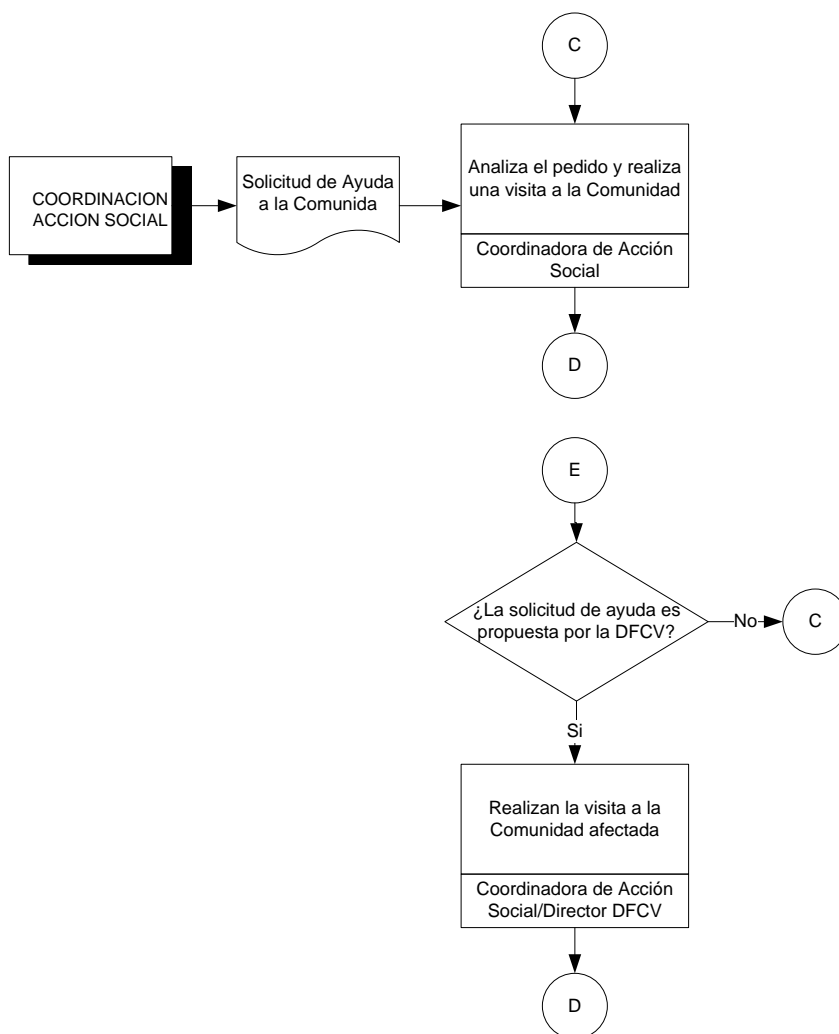 C
COORDINACION
ACCION SOCIAL
Solicitud de Ayuda
a la Comunida
Analiza el pedido y realiza
una visita a la Comunidad
Coordinadora de Acción
Social
D
E
¿La solicitud de ayuda es
propuesta por la DFCV?
No
C
Si
Realizan la visita a la
Comunidad afectada
Coordinadora de Acción
Social/Director DFCV
D